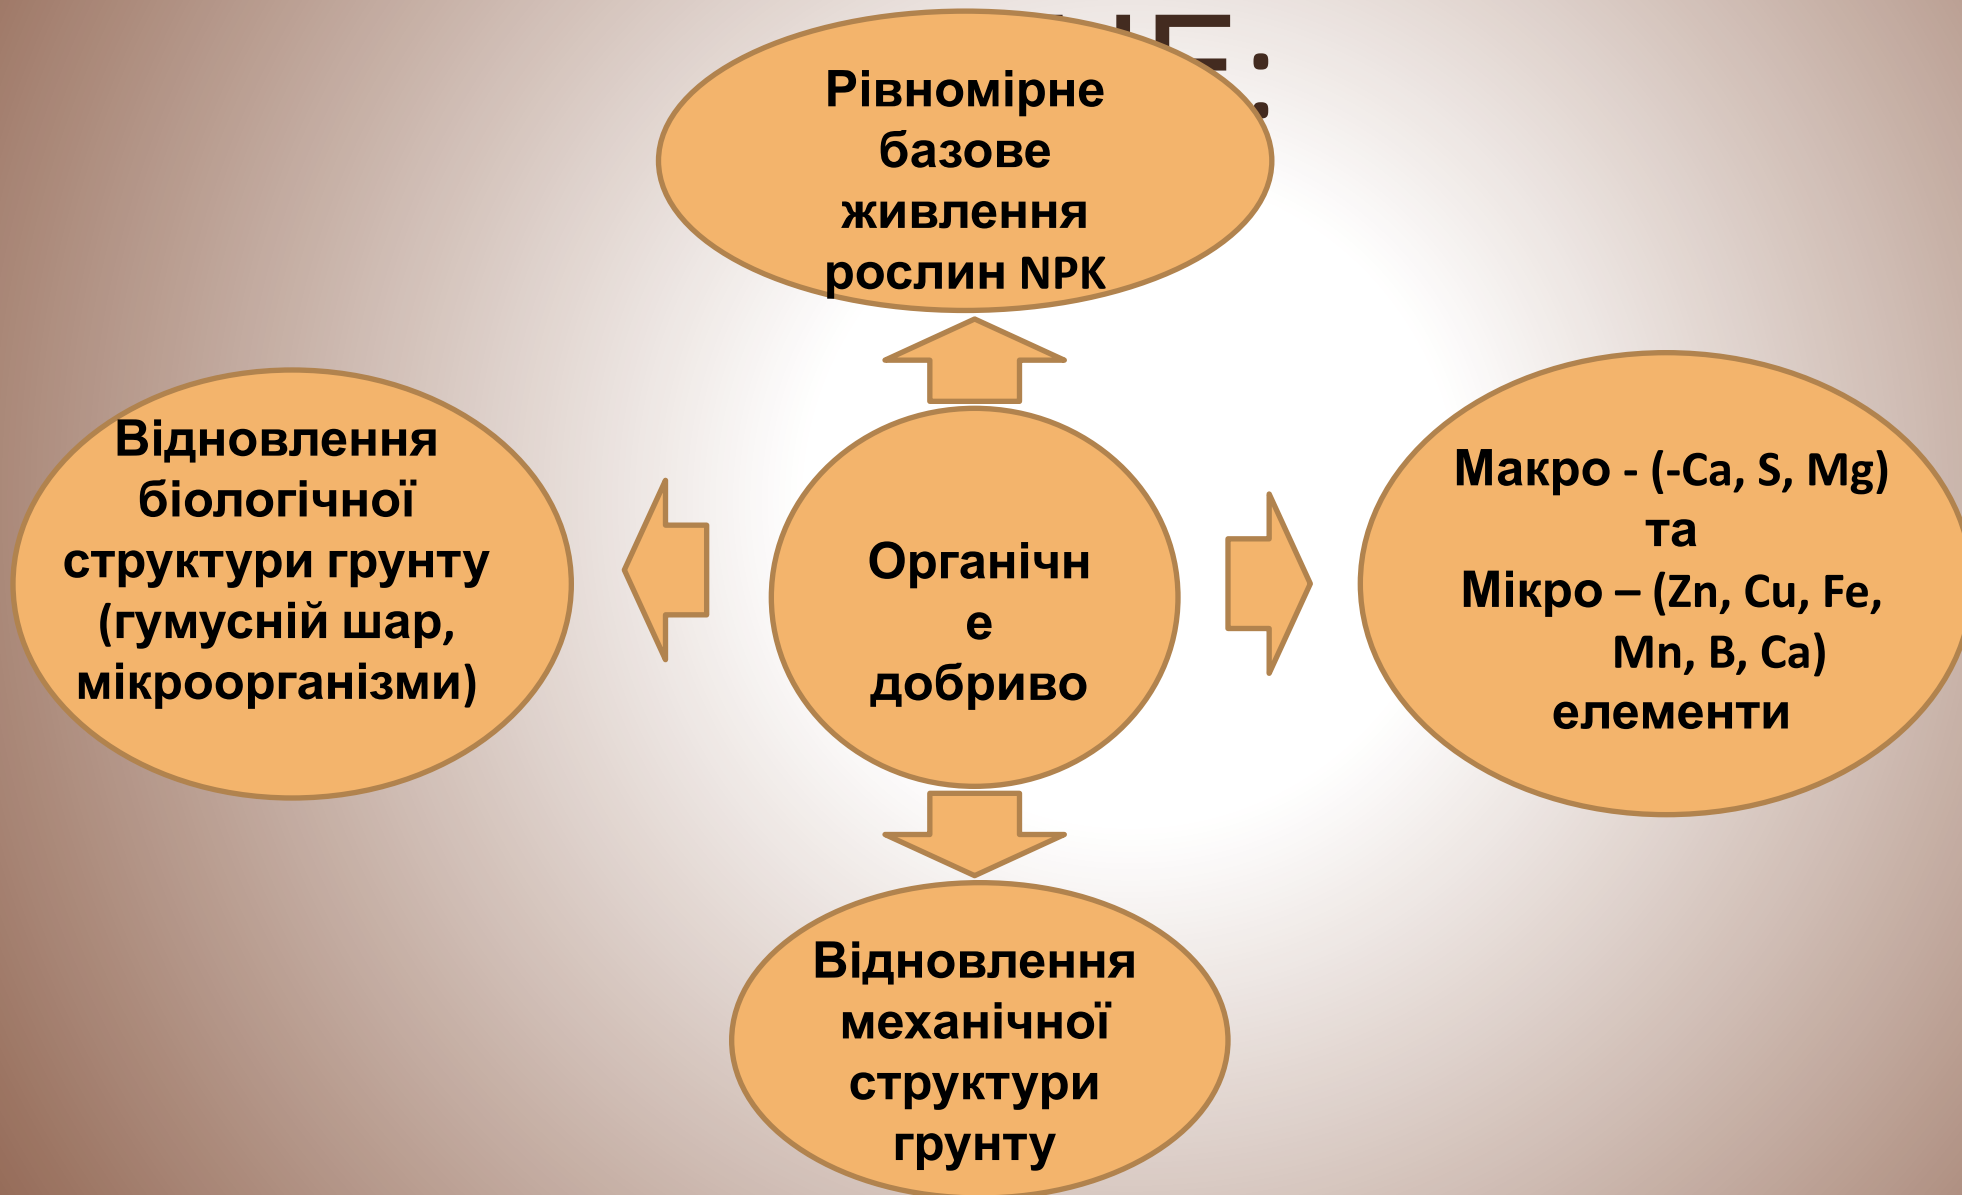 Рівномірне
базове
живлення
рослин NPK
Відновлення
біологічної
структури грунту
(гумусній шар,
мікроорганізми)
Органічн
е
добриво
Макро - (-Ca, S, Mg)
та
Мікро – (Zn, Cu, Fe,
Mn, B, Ca)
елементи
Відновлення
механічної
структури
грунту